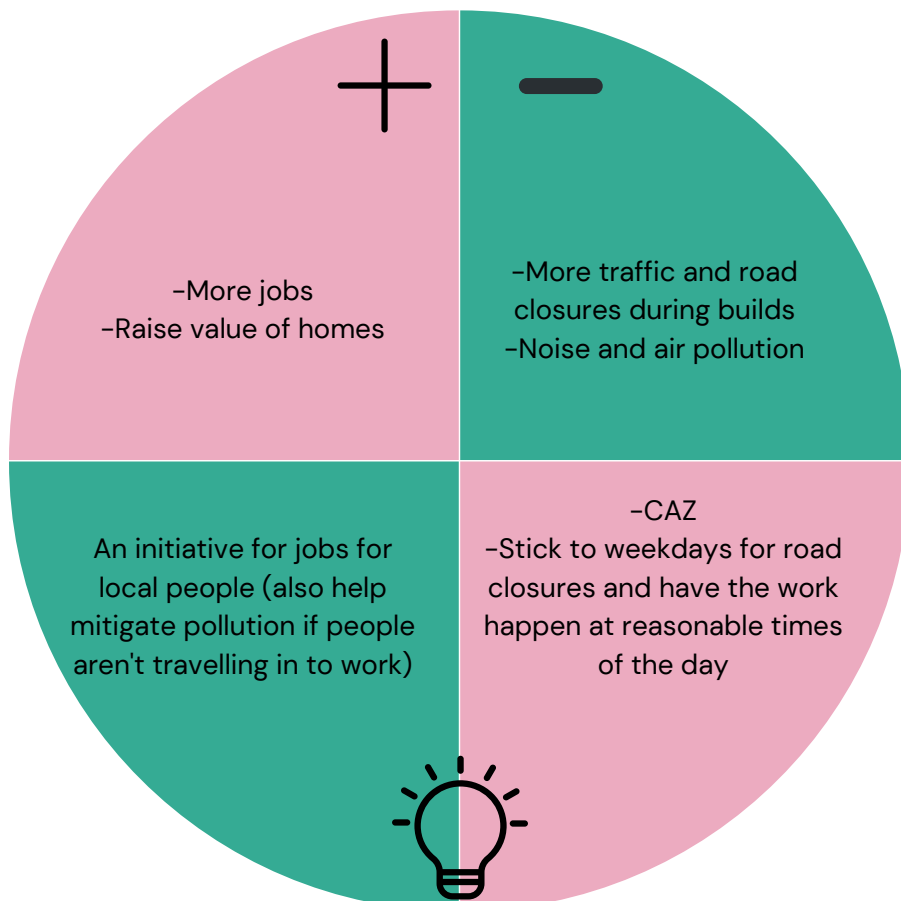 -More jobs
-Raise value of homes
-More traffic and road
closures during builds
-Noise and air pollution
An initiative for jobs for
local people (also help
mitigate pollution if people
aren't travelling in to work)
-CAZ
-Stick to weekdays for road
closures and have the work
happen at reasonable times
of the day